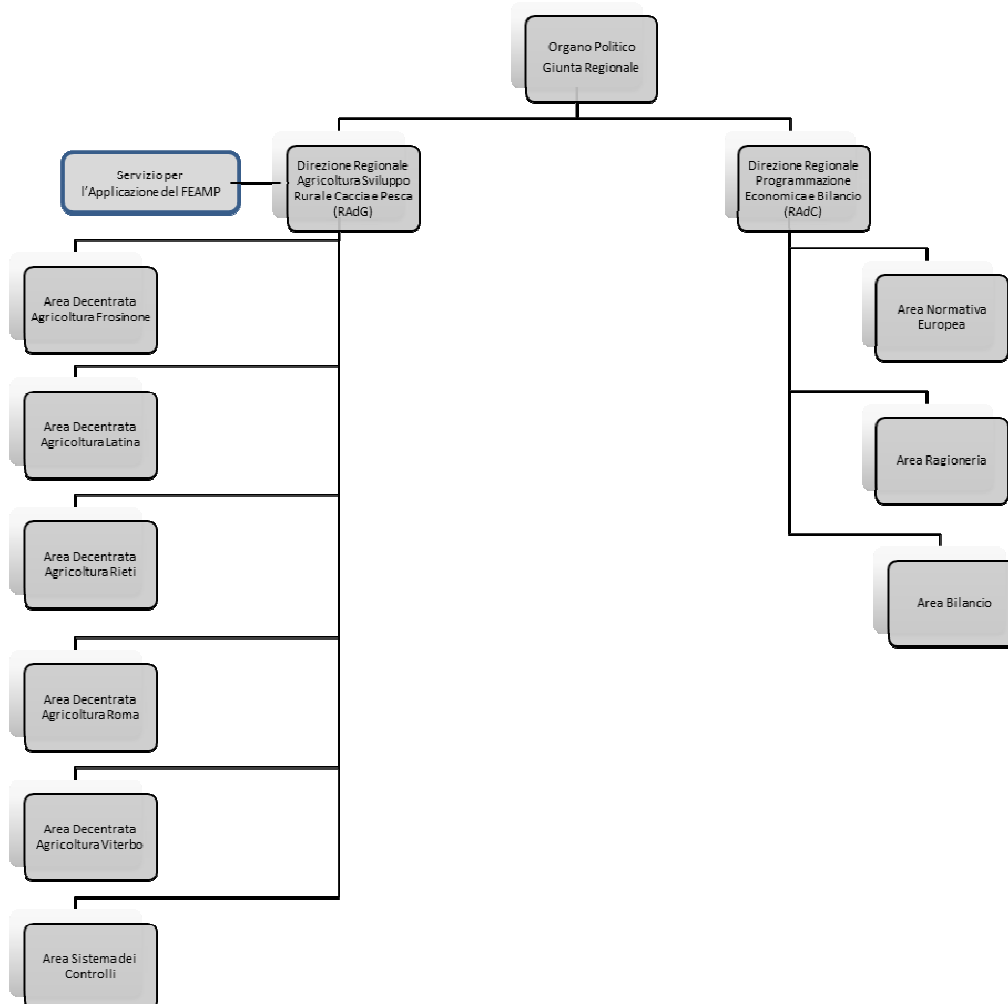 Organo Politico
Giunta Regionale
Servizio per
l'Applicazione del FEAMP
Direzione Regionale
Agricoltura Sviluppo
Rurale Caccia e Pesca
(RAdG)
Direzione Regionale
Programmazione
Economica e Bilancio
(RAdC)
Area Decentrata
Agricoltura Frosinone
Area Normativa
Europea
Area Decentrata
Agricoltura Latina
Area Ragioneria
Area Decentrata
Agricoltura Rieti
Area Bilancio
Area Decentrata
Agricoltura Roma
Area Decentrata
Agricoltura Viterbo
Area Sistema dei
Controlli